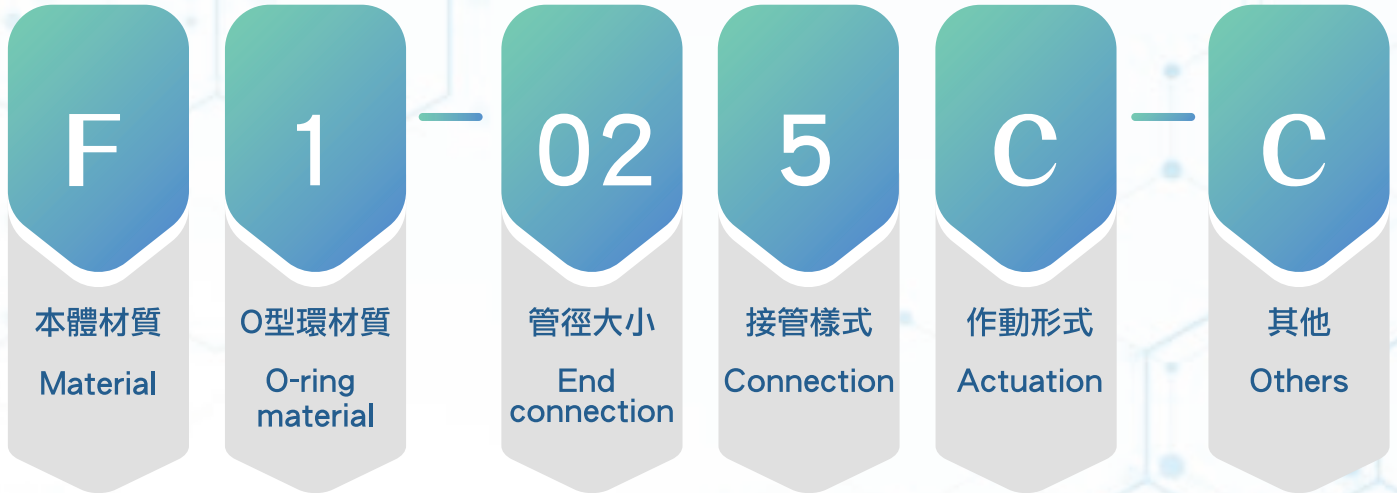 F
1
02
5
C
C
本體材質
Material
O型環材質
O-ring
material
管徑大小
End
connection
接管樣式
Connection
作動形式
Actuation
其他
Others